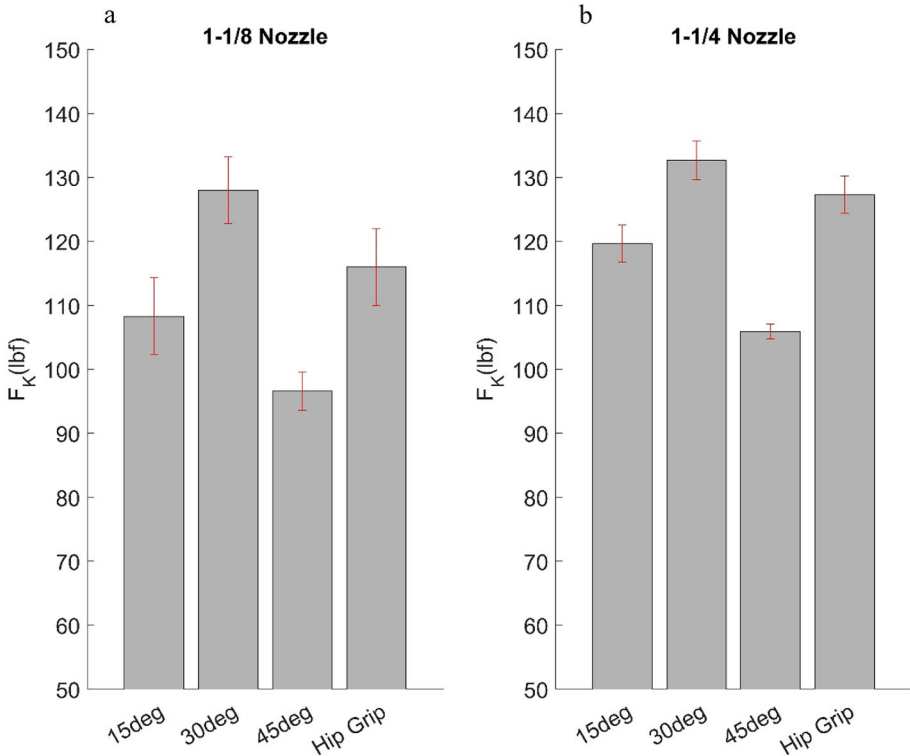 a
1-1/8 Nozzle
150
140
130
120
110
100
90
80
70
60
50
F_K(lbf)
15deg
30deg
45deg
Hip Grip
b
1-1/4 Nozzle
150
140
130
120
110
100
90
80
70
60
50
F_K(lbf)
15deg
30deg
45deg
Hip Grip